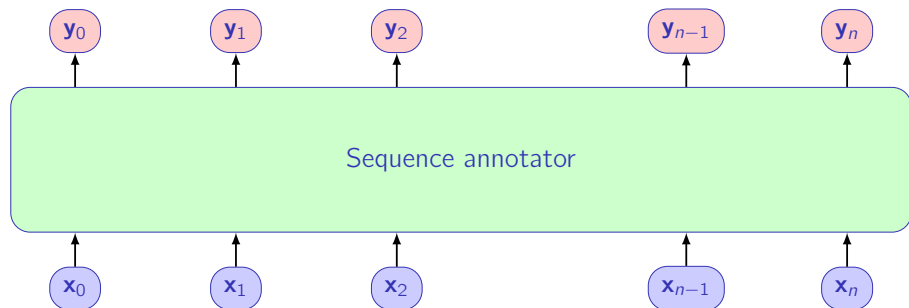 y₀ y₁ y₂ yₙ₋₁ yₙ
Sequence annotator
x₀ x₁ x₂ xₙ₋₁ xₙ